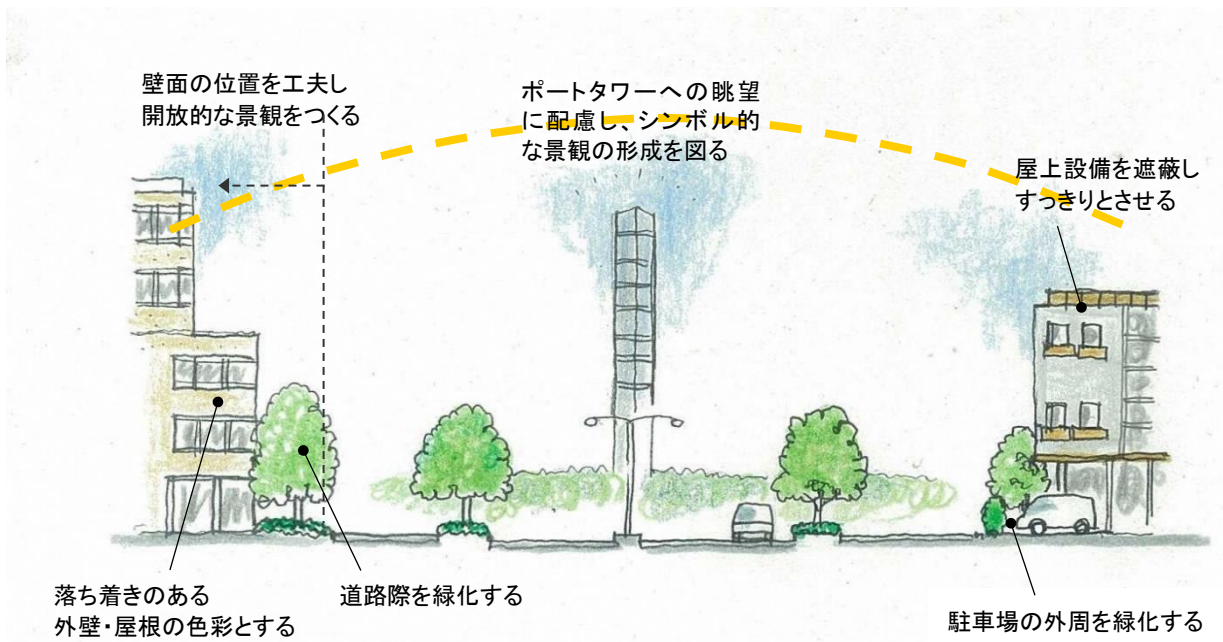 壁面の位置を工夫し
開放的な景観をつくる
ポートタワーへの眺望
に配慮し、シンボル的
な景観の形成を図る
屋上設備を遮蔽し
すっきりとさせる
落ち着きのある
外壁・屋根の色彩とする
道路際を緑化する
駐車場の外周を緑化する